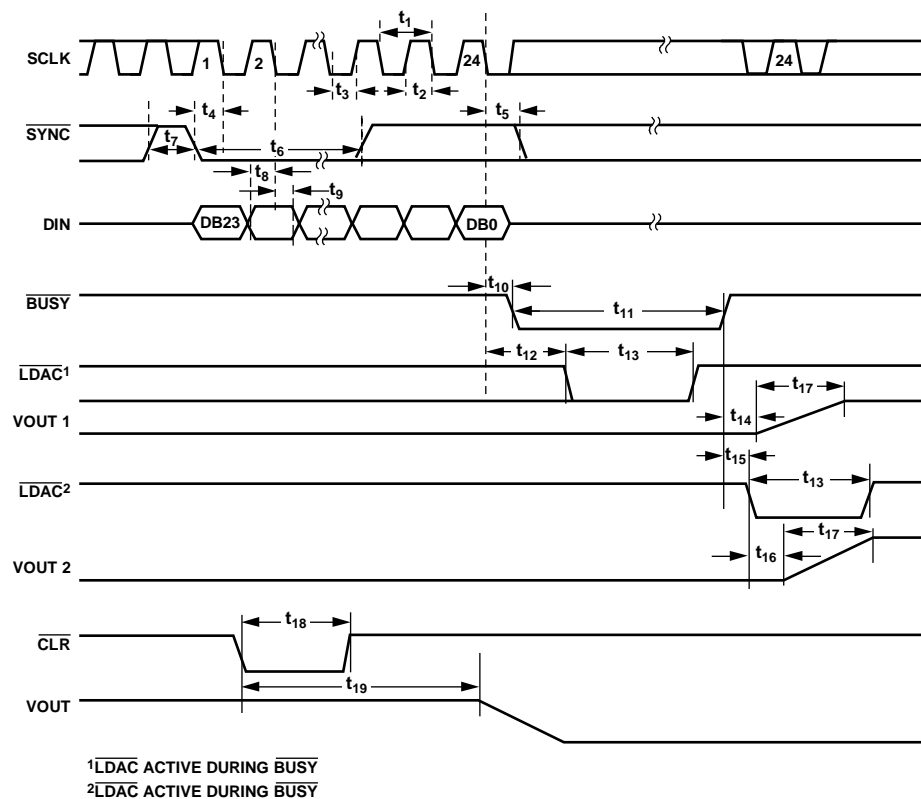 t1
SCLK 1 2 24 24
t3 t2
t4 t5
SYNC
t7 t6
t8
t9
DIN DB23 DB0
t10
BUSY t11
t12 t13
LDAC1
t17
VOUT 1 t14
t15
LDAC2 t13
t17
t16
VOUT 2
t18
CLR
t19
VOUT
1LDAC ACTIVE DURING BUSY
2LDAC ACTIVE DURING BUSY